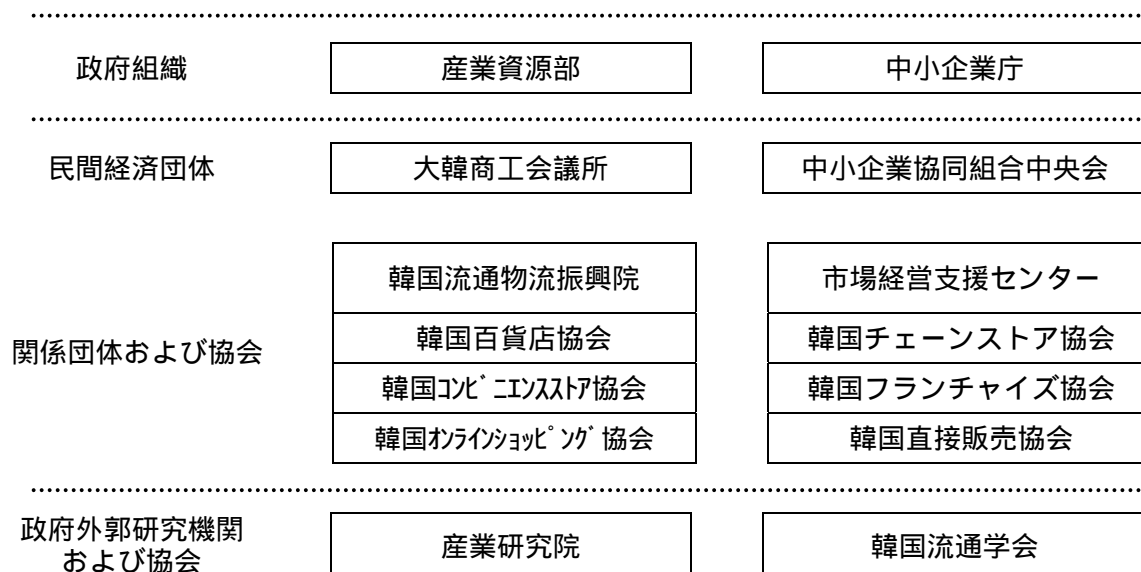 政府組織
産業資源部
中小企業庁
民間経済団体
大韓商工会議所
中小企業協同組合中央会
関係団体および協会
韓国流通物流振興院
市場経営支援センター
韓国百貨店協会
韓国チェーンストア協会
韓国ｺﾝﾋﾞﾆｴﾝｽｽﾄｱ協会
韓国フランチャイズ協会
韓国ｵﾝﾗｲﾝｼｮｯﾋﾟﾝｸﾞ協会
韓国直接販売協会
政府外郭研究機関
および協会
産業研究院
韓国流通学会